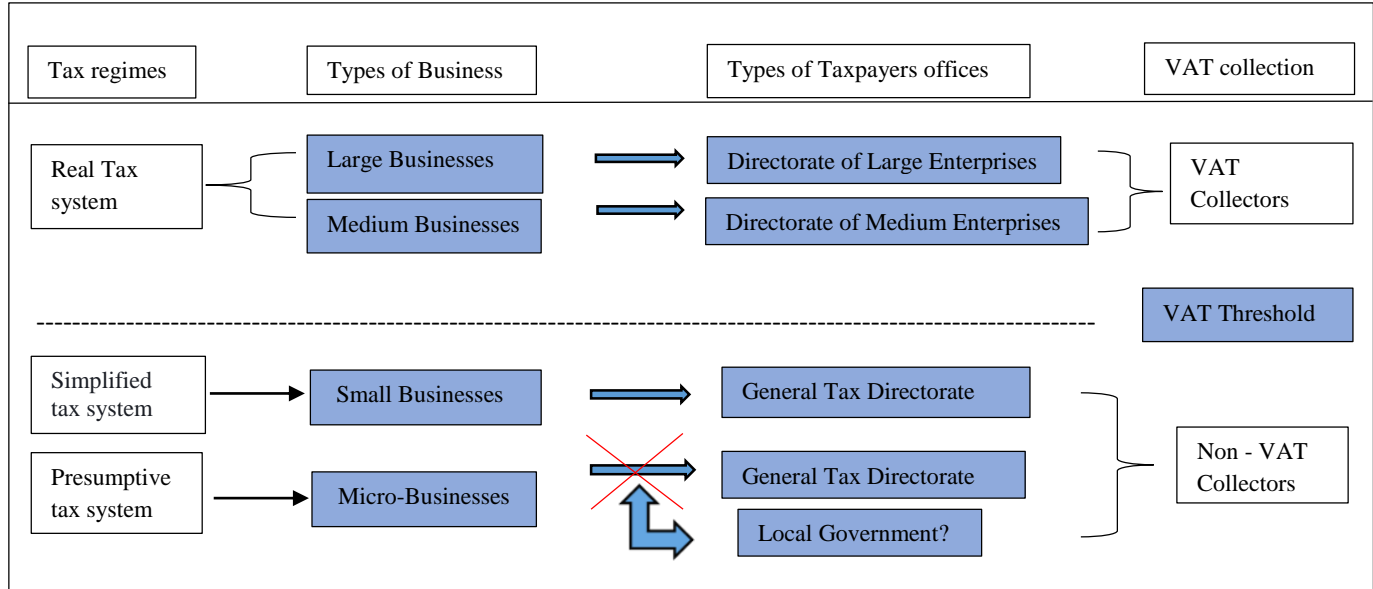 Tax regimes
Types of Business
Types of Taxpayers offices
VAT collection
Real Tax
system
Large Businesses
Directorate of Large Enterprises
VAT
Collectors
Medium Businesses
Directorate of Medium Enterprises
VAT Threshold
Simplified
tax system
Small Businesses
General Tax Directorate
Presumptive
tax system
Micro-Businesses
General Tax Directorate
Non - VAT
Collectors
Local Government?